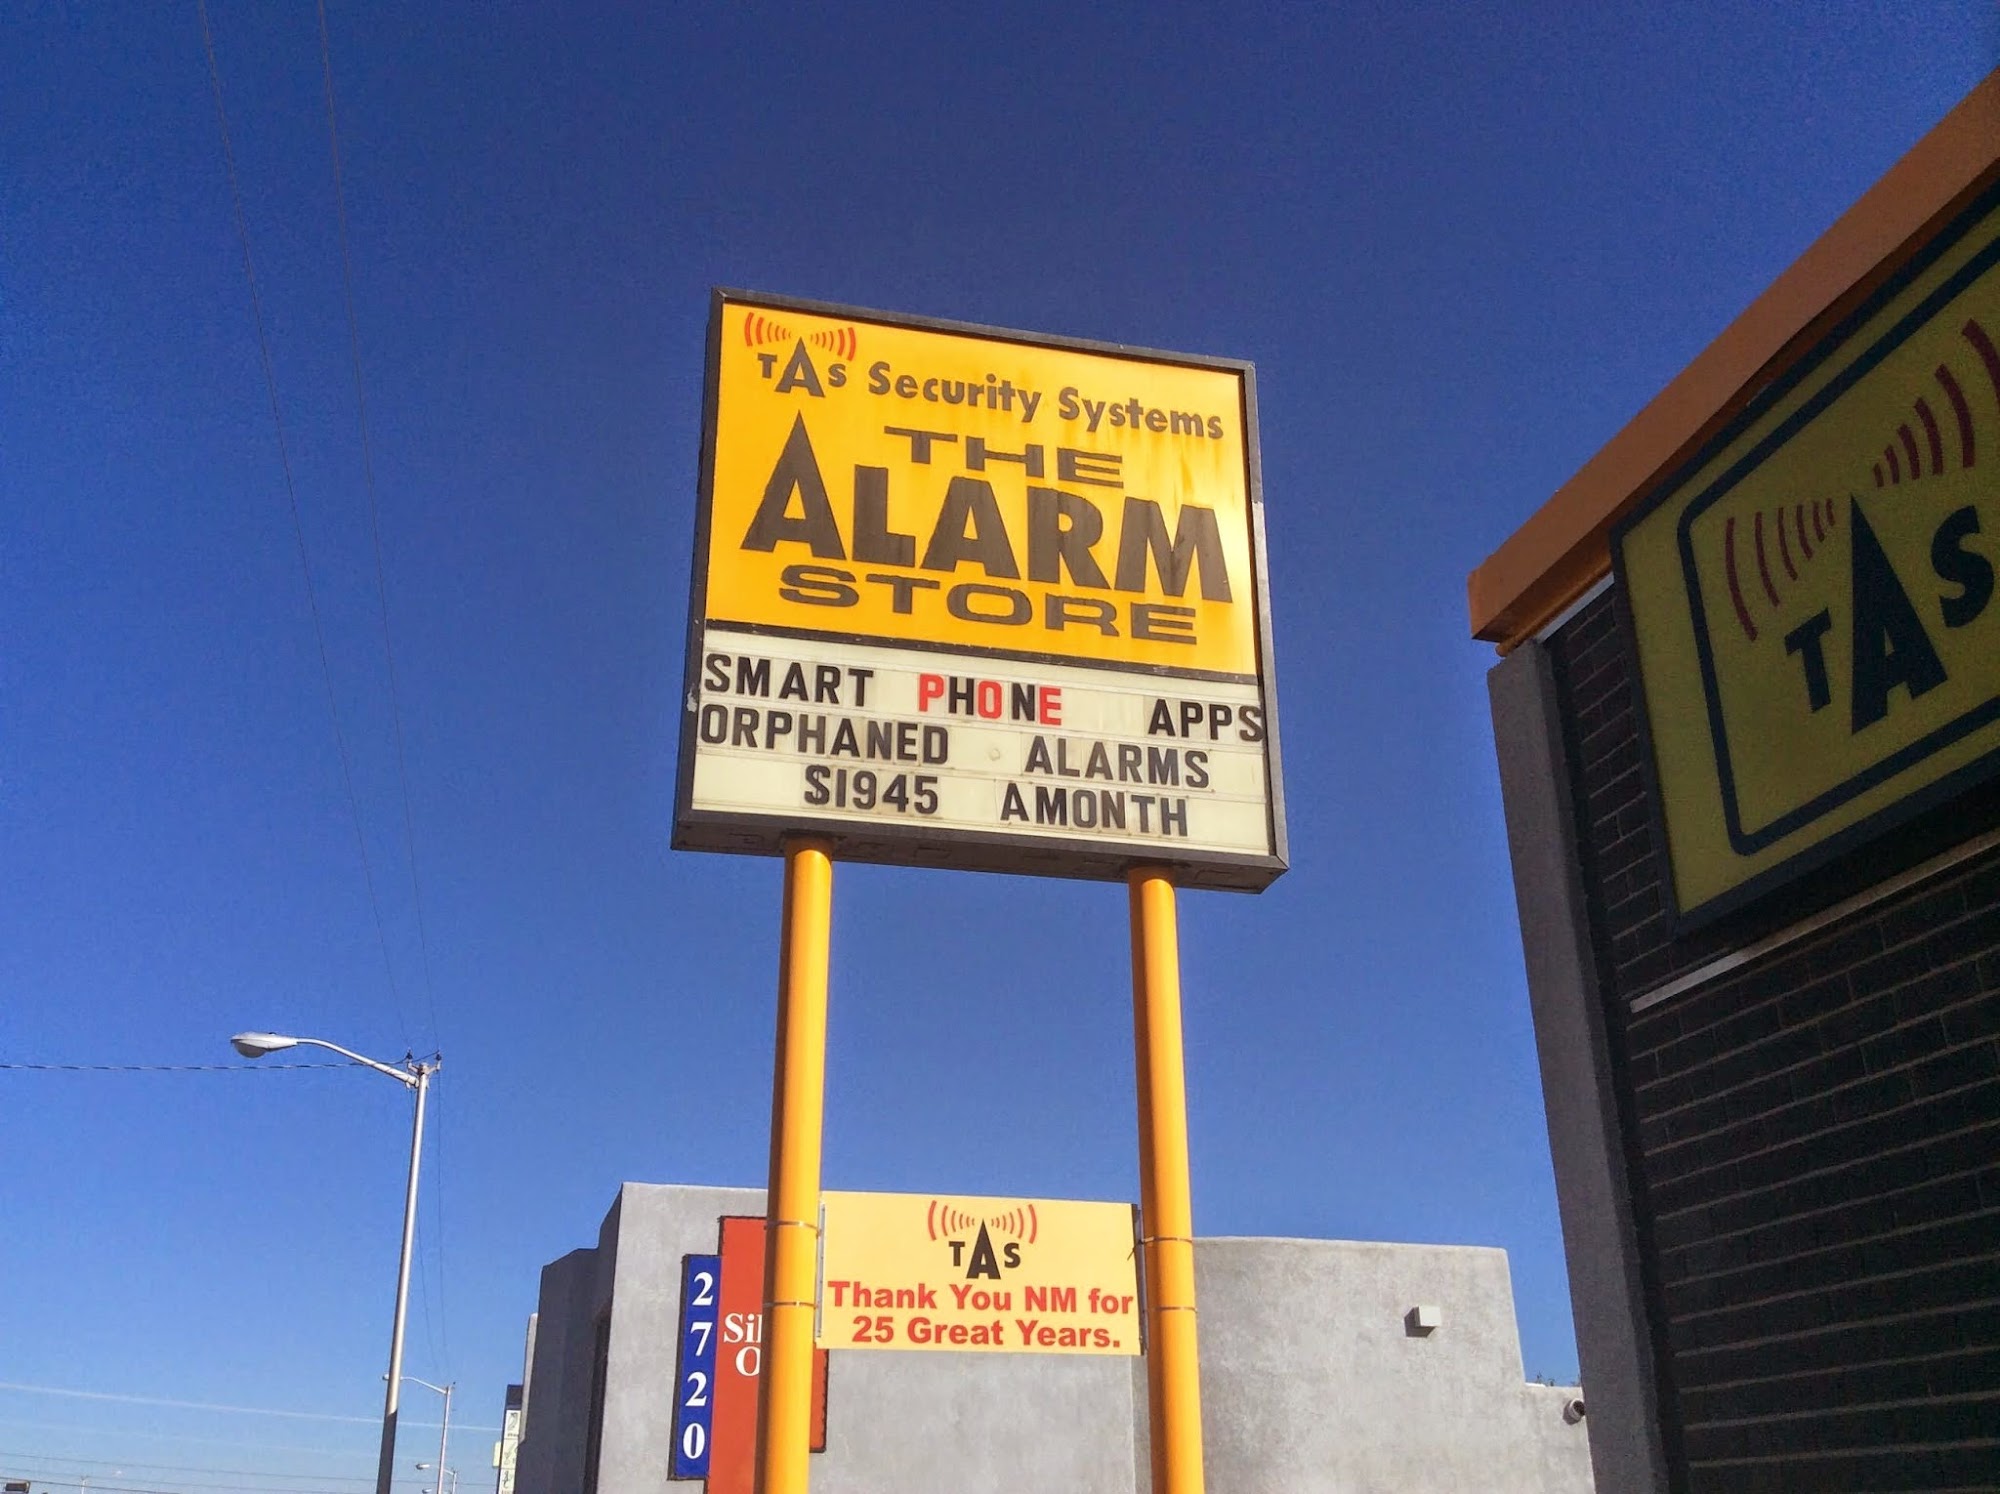 TAS Security Systems
THE
ALARM
STORE
SMART PHONE APPS
ORPHANED ALARMS
$1945 AMONTH
TAS
Thank You NM for
25 Great Years.
2720
TAS